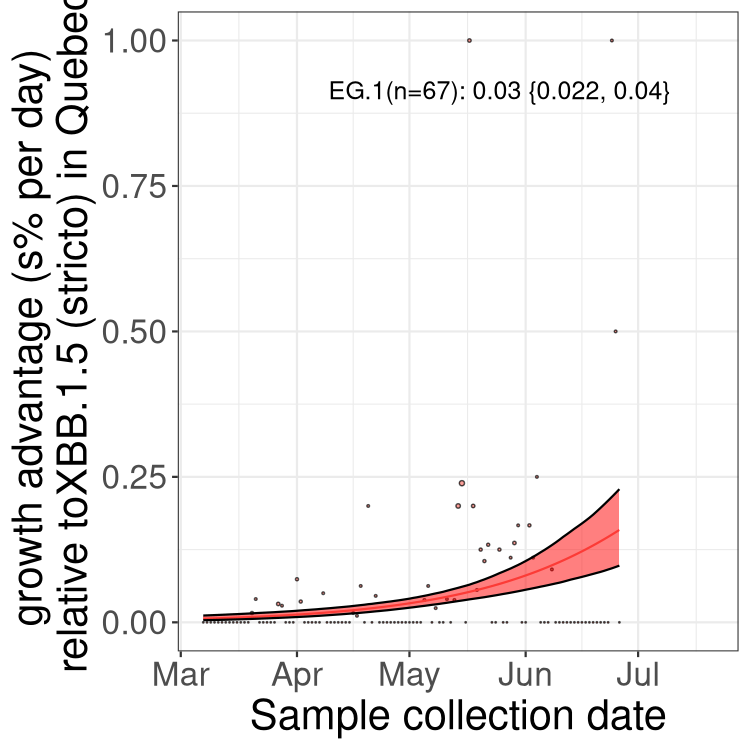 growth advantage (s% per day)
relative toXBB.1.5 (stricto) in Quebec
1.00
0.75
0.50
0.25
0.00
EG.1(n=67): 0.03 {0.022, 0.04}
Mar Apr May Jun Jul
Sample collection date